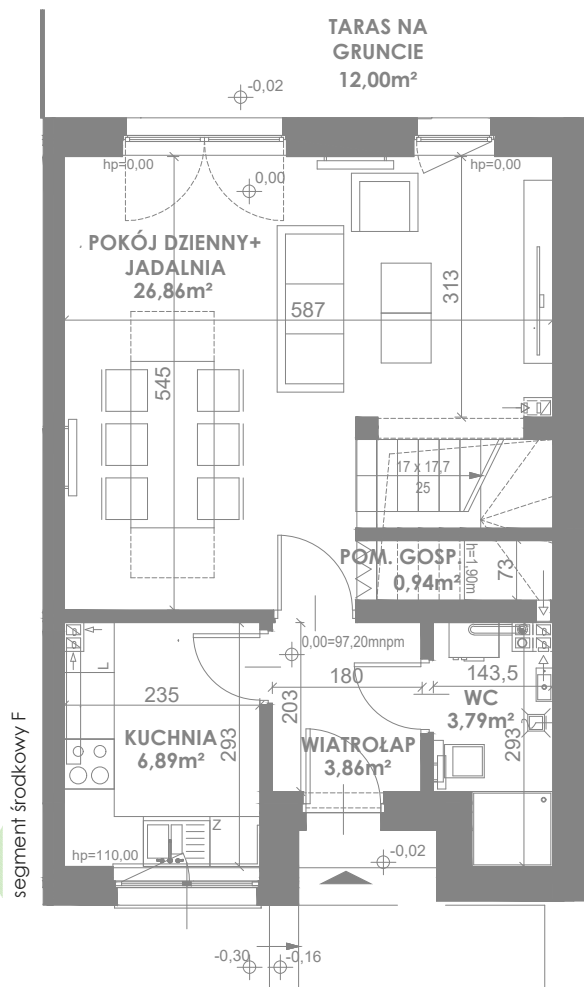 TARAS NA
GRUNCIE
12,00m²
-0,02
hp=0,00
hp=0,00
0,00
POKÓJ DZIENNY+
JADALNIA
26,86m²
587
313
545
17 x 17,7
25
POM. GOSP.
0,94m²
h=1,90m
73
0,00=97,20mnpm
180
143,5
235
203
WC
3,79m²
293
KUCHNIA
6,89m²
293
WIATROŁAP
3,86m²
L
Z
hp=110,00
-0,02
segment środkowy F
-0,30
-0,16